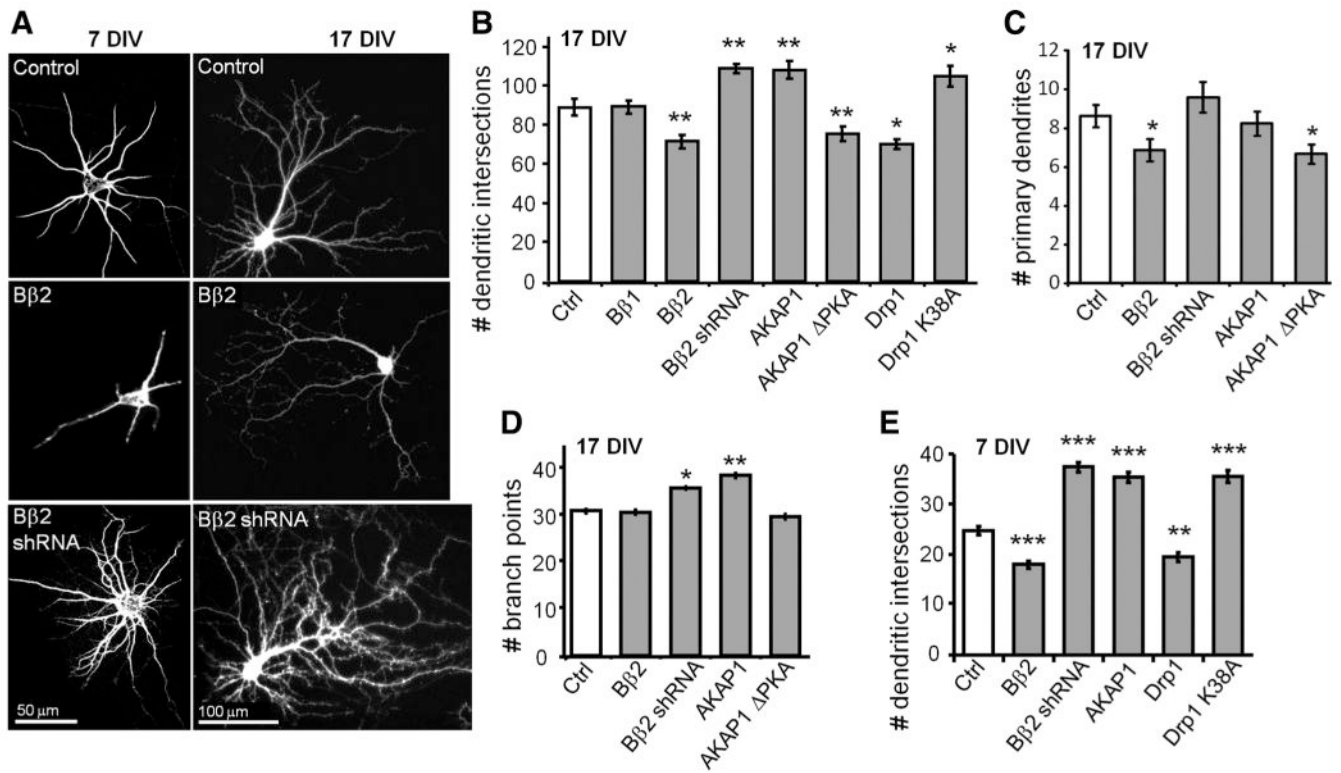 A
7 DIV
17 DIV
Control
Control
Bβ2
Bβ2
Bβ2
shRNA
Bβ2 shRNA
50 μm
100 μm
B
17 DIV
# dendritic intersections
120
100
80
60
40
20
0
**
**
**
**
*
*
Ctrl
Bβ1
Bβ2
Bβ2 shRNA
AKAP1
AKAP1 ΔPKA
Drp1
Drp1 K38A
C
17 DIV
# primary dendrites
12
10
8
6
4
2
0
*
*
Ctrl
Bβ2
Bβ2 shRNA
AKAP1
AKAP1 ΔPKA
D
17 DIV
# branch points
40
30
20
10
0
*
**
Ctrl
Bβ2
Bβ2 shRNA
AKAP1
AKAP1 ΔPKA
E
7 DIV
# dendritic intersections
40
30
20
10
0
***
***
***
**
***
Ctrl
Bβ2
Bβ2 shRNA
AKAP1
Drp1
Drp1 K38A